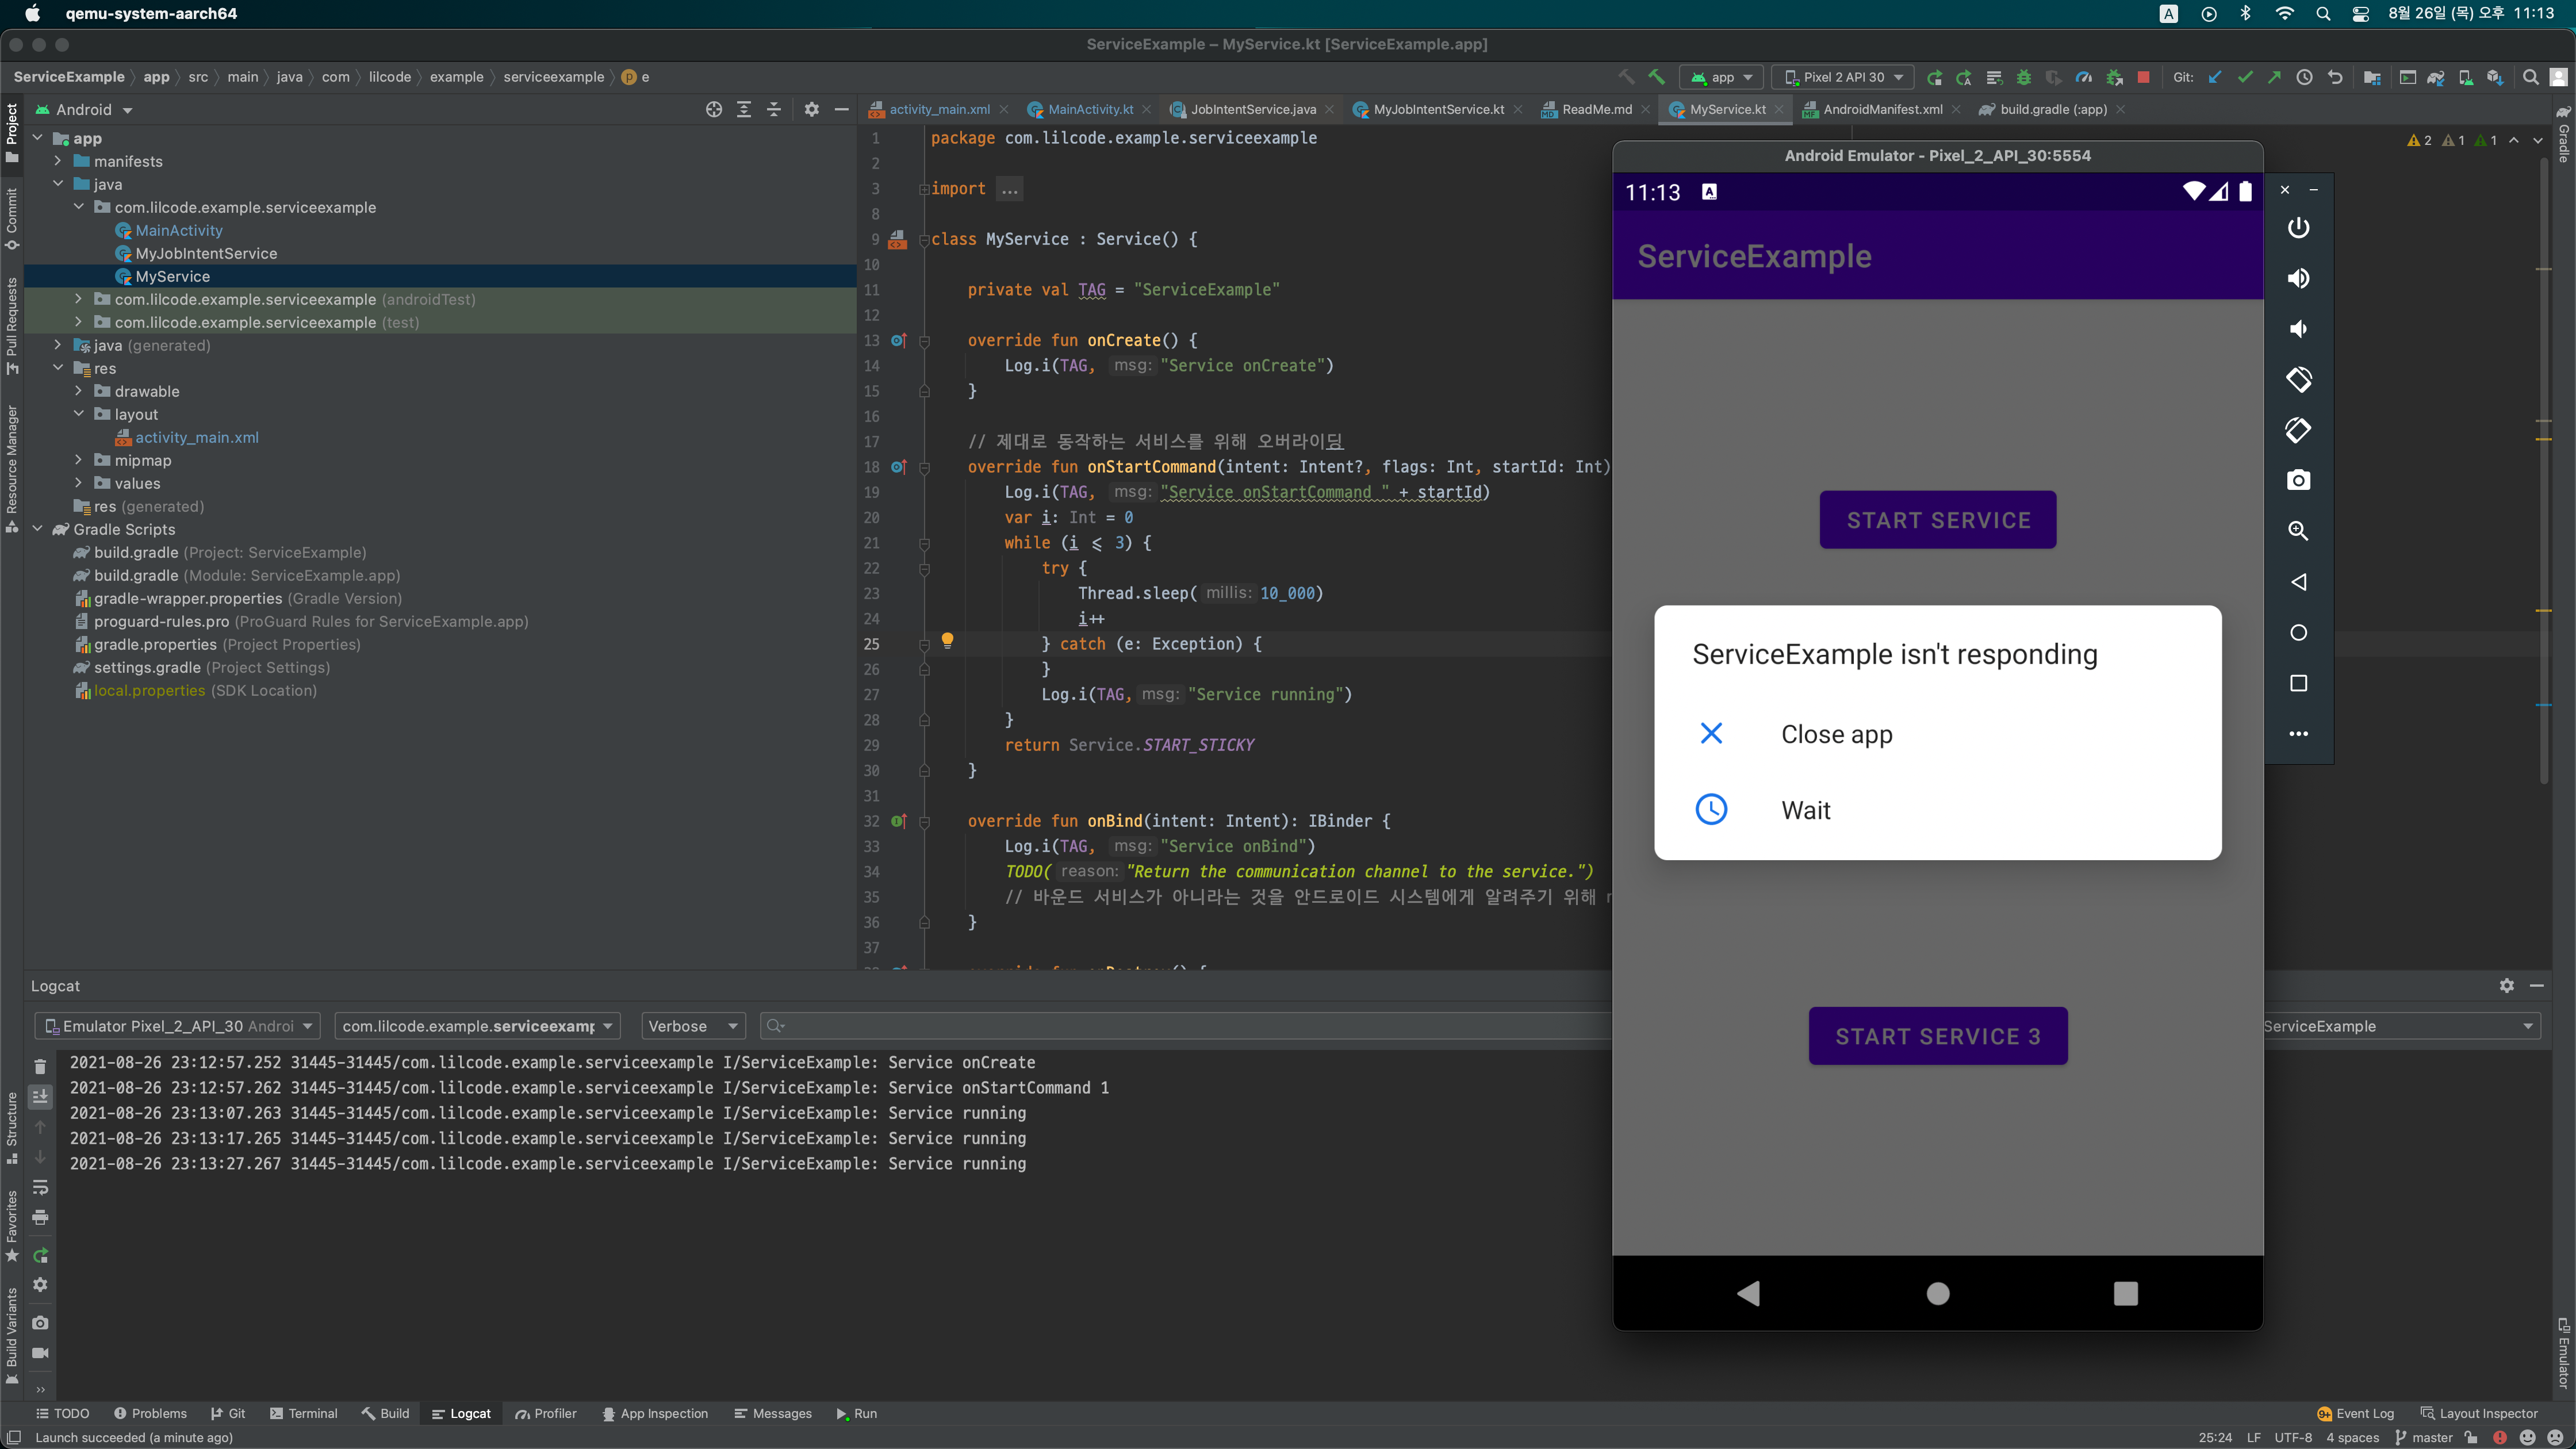 qemu-system-aarch64
A
8월 26일 (목) 오후 11:13
ServiceExample – MyService.kt [ServiceExample.app]
ServiceExample 〉 app 〉 src 〉 main 〉 java 〉 com 〉 lilcode 〉 example 〉 serviceexample 〉 p e
app
Pixel 2 API 30
Git:
Android
activity_main.xml
MainActivity.kt
JobIntentService.java
MyJobIntentService.kt
ReadMe.md
MyService.kt
AndroidManifest.xml
build.gradle (:app)
Project
Commit
Pull Requests
Resource Manager
Structure
Favorites
Build Variants
Gradle
Emulator
app
manifests
java
com.lilcode.example.serviceexample
MainActivity
MyJobIntentService
MyService
com.lilcode.example.serviceexample (androidTest)
com.lilcode.example.serviceexample (test)
java (generated)
res
drawable
layout
activity_main.xml
mipmap
values
res (generated)
Gradle Scripts
build.gradle (Project: ServiceExample)
build.gradle (Module: ServiceExample.app)
gradle-wrapper.properties (Gradle Version)
proguard-rules.pro (ProGuard Rules for ServiceExample.app)
gradle.properties (Project Properties)
settings.gradle (Project Settings)
local.properties (SDK Location)
2 1 1
1 package com.lilcode.example.serviceexample
2
3 import ...
8
9 class MyService : Service() {
10
11 private val TAG = "ServiceExample"
12
13 override fun onCreate() {
14 Log.i(TAG, msg: "Service onCreate")
15 }
16
17 // 제대로 동작하는 서비스를 위해 오버라이딩
18 override fun onStartCommand(intent: Intent?, flags: Int, startId: Int)
19 Log.i(TAG, msg: "Service onStartCommand " + startId)
20 var i: Int = 0
21 while (i <= 3) {
22 try {
23 Thread.sleep( millis: 10_000)
24 i++
25 } catch (e: Exception) {
26 }
27 Log.i(TAG, msg: "Service running")
28 }
29 return Service.START_STICKY
30 }
31
32 override fun onBind(intent: Intent): IBinder {
33 Log.i(TAG, msg: "Service onBind")
34 TODO( reason: "Return the communication channel to the service.")
35 // 바운드 서비스가 아니라는 것을 안드로이드 시스템에게 알려주기 위해
36 }
37
Android Emulator - Pixel_2_API_30:5554
11:13
A
ServiceExample
START SERVICE
ServiceExample isn't responding
Close app
Wait
START SERVICE 3
Logcat
Emulator Pixel_2_API_30 Androi
com.lilcode.example.serviceexamp
Verbose
ServiceExample
2021-08-26 23:12:57.252 31445-31445/com.lilcode.example.serviceexample I/ServiceExample: Service onCreate
2021-08-26 23:12:57.262 31445-31445/com.lilcode.example.serviceexample I/ServiceExample: Service onStartCommand 1
2021-08-26 23:13:07.263 31445-31445/com.lilcode.example.serviceexample I/ServiceExample: Service running
2021-08-26 23:13:17.265 31445-31445/com.lilcode.example.serviceexample I/ServiceExample: Service running
2021-08-26 23:13:27.267 31445-31445/com.lilcode.example.serviceexample I/ServiceExample: Service running
TODO
Problems
Git
Terminal
Build
Logcat
Profiler
App Inspection
Messages
Run
9+ Event Log
Layout Inspector
Launch succeeded (a minute ago)
25:24 LF UTF-8 4 spaces master